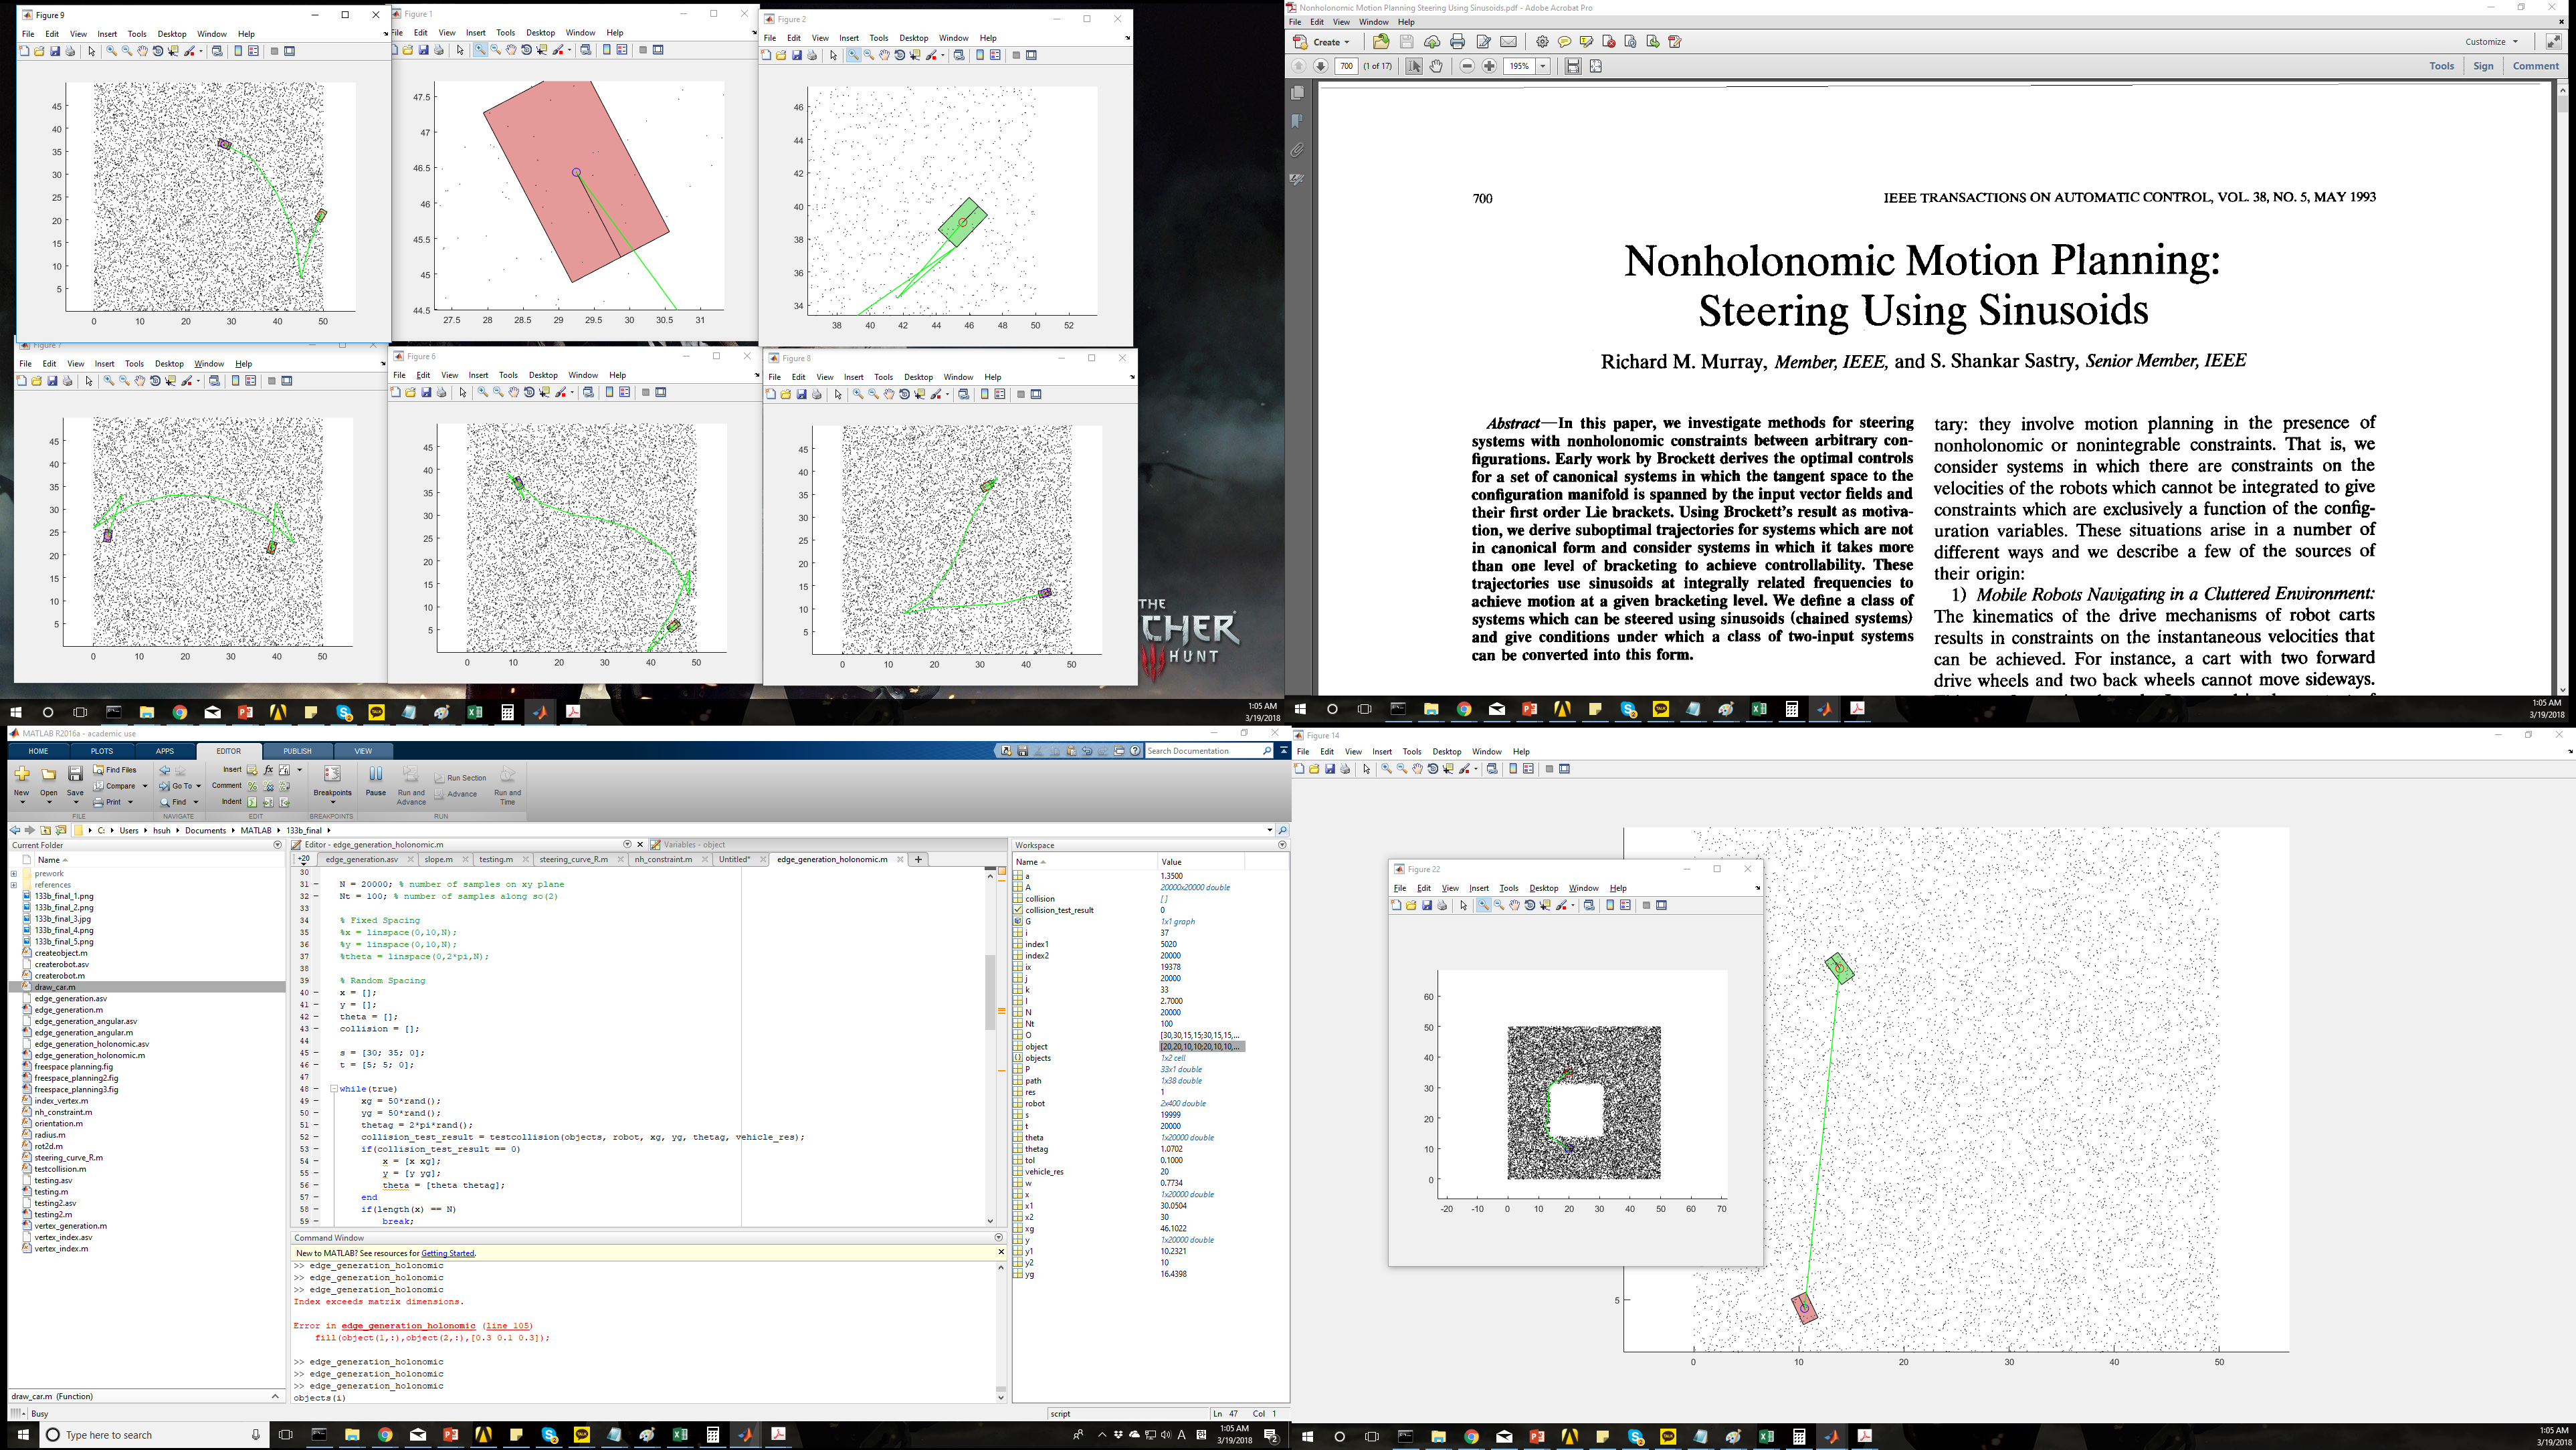 Figure 9
File Edit View Insert Tools Desktop Window Help
45
40
35
30
25
20
15
10
5
0 10 20 30 40 50
Figure 1
File Edit View Insert Tools Desktop Window Help
47.5
47
46.5
46
45.5
45
44.5
27.5 28 28.5 29 29.5 30 30.5 31
Figure 2
File Edit View Insert Tools Desktop Window Help
46
44
42
40
38
36
34
38 40 42 44 46 48 50 52
Figure 7
File Edit View Insert Tools Desktop Window Help
45
40
35
30
25
20
15
10
5
0 10 20 30 40 50
Figure 6
File Edit View Insert Tools Desktop Window Help
45
40
35
30
25
20
15
10
5
0 10 20 30 40 50
Figure 8
File Edit View Insert Tools Desktop Window Help
45
40
35
30
25
20
15
10
5
0 10 20 30 40 50
THE
CHER
HUNT
1:05 AM
3/19/2018
Nonholonomic Motion Planning Steering Using Sinusoids.pdf - Adobe Acrobat Pro
File Edit View Window Help
Create
Customize
700 (1 of 17) 195% Tools Sign Comment
700 IEEE TRANSACTIONS ON AUTOMATIC CONTROL, VOL. 38, NO. 5, MAY 1993
Nonholonomic Motion Planning:
Steering Using Sinusoids
Richard M. Murray, Member, IEEE, and S. Shankar Sastry, Senior Member, IEEE
Abstract—In this paper, we investigate methods for steering
systems with nonholonomic constraints between arbitrary con-
figurations. Early work by Brockett derives the optimal controls
for a set of canonical systems in which the tangent space to the
configuration manifold is spanned by the input vector fields and
their first order Lie brackets. Using Brockett's result as motiva-
tion, we derive suboptimal trajectories for systems which are not
in canonical form and consider systems in which it takes more
than one level of bracketing to achieve controllability. These
trajectories use sinusoids at integrally related frequencies to
achieve motion at a given bracketing level. We define a class of
systems which can be steered using sinusoids (chained systems)
and give conditions under which a class of two-input systems
can be converted into this form.
tary: they involve motion planning in the presence of
nonholonomic or nonintegrable constraints. That is, we
consider systems in which there are constraints on the
velocities of the robots which cannot be integrated to give
constraints which are exclusively a function of the config-
uration variables. These situations arise in a number of
different ways and we describe a few of the sources of
their origin:
1) Mobile Robots Navigating in a Cluttered Environment:
The kinematics of the drive mechanisms of robot carts
results in constraints on the instantaneous velocities that
can be achieved. For instance, a cart with two forward
drive wheels and two back wheels cannot move sideways.
1:05 AM
3/19/2018
MATLAB R2016a - academic use
HOME PLOTS APPS EDITOR PUBLISH VIEW
Search Documentation
New Open Save Find Files Compare Print
Go To Find
Insert Comment Indent
Breakpoints Pause Run and Advance Run Section Advance Run and Time
FILE NAVIGATE EDIT BREAKPOINTS RUN
C: Users hsuh Documents MATLAB 133b_final
Current Folder
Name
prework
references
133b_final_1.png
133b_final_2.png
133b_final_3.jpg
133b_final_4.png
133b_final_5.png
createobject.m
createrobot.asv
createrobot.m
draw_car.m
edge_generation.asv
edge_generation.m
edge_generation_angular.asv
edge_generation_angular.m
edge_generation_holonomic.asv
edge_generation_holonomic.m
freespace planning.fig
freespace_planning2.fig
freespace_planning3.fig
index_vertex.m
nh_constraint.m
orientation.m
radius.m
rot2d.m
steering_curve_R.m
testcollision.m
testing.asv
testing.m
testing2.asv
testing2.m
vertex_generation.m
vertex_index.asv
vertex_index.m
draw_car.m (Function)
Busy
Editor - edge_generation_holonomic.m Variables - object
+20 edge_generation.asv slope.m testing.m steering_curve_R.m nh_constraint.m Untitled* edge_generation_holonomic.m
30
31 N = 20000; % number of samples on xy plane
32 Nt = 100; % number of samples along so(2)
33
34 % Fixed Spacing
35 %x = linspace(0,10,N);
36 %y = linspace(0,10,N);
37 %theta = linspace(0,2*pi,N);
38
39 % Random Spacing
40 x = [];
41 y = [];
42 theta = [];
43 collision = [];
44
45 s = [30; 35; 0];
46 t = [5; 5; 0];
47
48 while(true)
49 xg = 50*rand();
50 yg = 50*rand();
51 thetag = 2*pi*rand();
52 collision_test_result = testcollision(objects, robot, xg, yg, thetag, vehicle_res);
53 if(collision_test_result == 0)
54 x = [x xg];
55 y = [y yg];
56 theta = [theta thetag];
57 end
58 if(length(x) == N)
59 break;
Command Window
New to MATLAB? See resources for Getting Started.
>> edge_generation_holonomic
>> edge_generation_holonomic
>> edge_generation_holonomic
Index exceeds matrix dimensions.
Error in edge_generation_holonomic (line 105)
fill(object(1,:),object(2,:),[0.3 0.1 0.3]);
>> edge_generation_holonomic
>> edge_generation_holonomic
>> edge_generation_holonomic
objects(i)
Workspace
Name Value
a 1.3500
A 20000x20000 double
collision []
collision_test_result 0
G 1x1 graph
i 37
index1 5020
index2 20000
ix 19378
j 20000
k 33
l 2.7000
N 20000
Nt 100
O [30,30,15,15;30,15,15,...
object [20,20,10,10;20,10,10,...
objects 1x2 cell
P 33x1 double
path 1x38 double
res 1
robot 2x400 double
s 19999
t 20000
theta 1x20000 double
thetag 1.0702
tol 0.1000
vehicle_res 20
w 0.7734
x 1x20000 double
x1 30.0504
x2 30
xg 46.1022
y 1x20000 double
y1 10.2321
y2 10
yg 16.4398
script Ln 47 Col 1
Type here to search
1:05 AM
3/19/2018
Figure 14
File Edit View Insert Tools Desktop Window Help
5
0 10 20 30 40 50
Figure 22
File Edit View Insert Tools Desktop Window Help
60
50
40
30
20
10
0
-20 -10 0 10 20 30 40 50 60 70
1:05 AM
3/19/2018